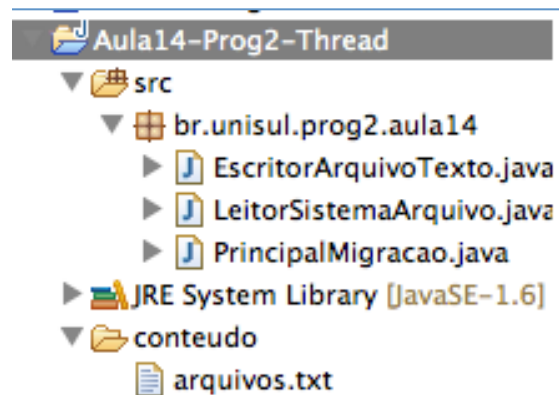 Aula14-Prog2-Thread
src
br.unisul.prog2.aula14
EscritorArquivoTexto.java
LeitorSistemaArquivo.java
PrincipalMigracao.java
JRE System Library [JavaSE-1.6]
conteudo
arquivos.txt